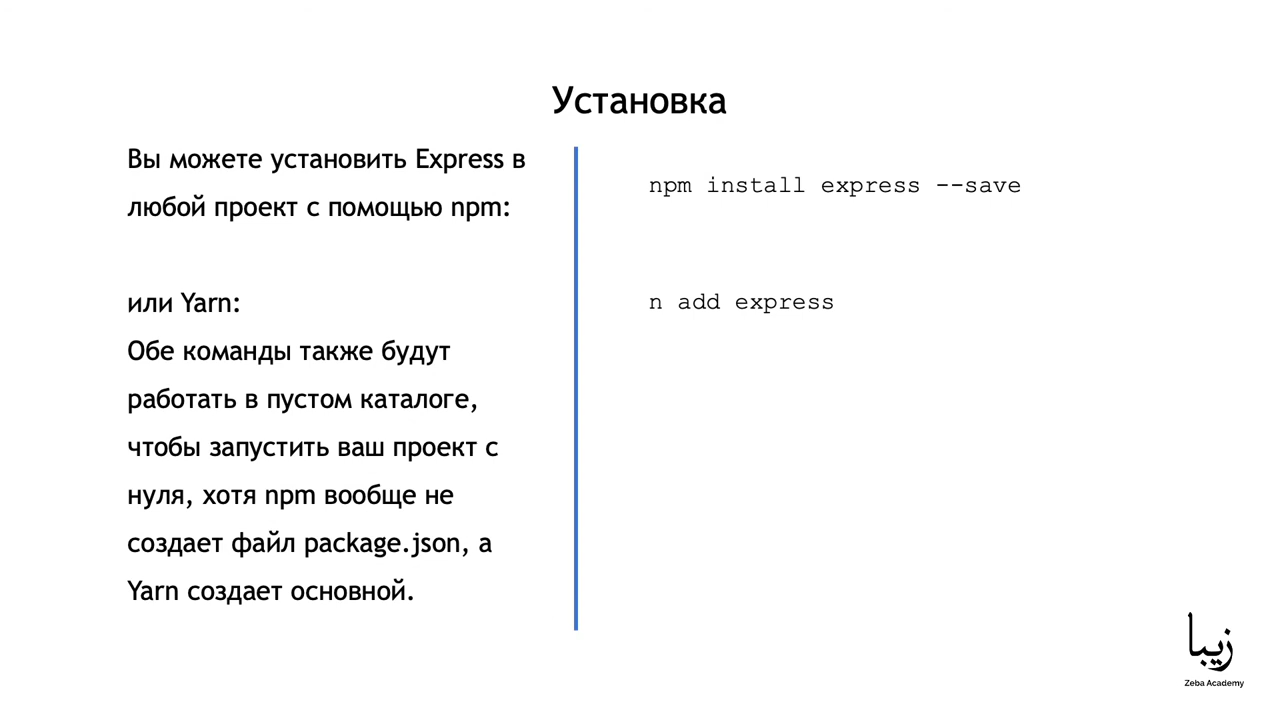 Установка
Вы можете установить Express в
любой проект с помощью npm:
или Yarn:
Обе команды также будут
работать в пустом каталоге,
чтобы запустить ваш проект с
нуля, хотя npm вообще не
создает файл package.json, а
Yarn создает основной.
npm install express --save
n add express
زیبا
Zeba Academy